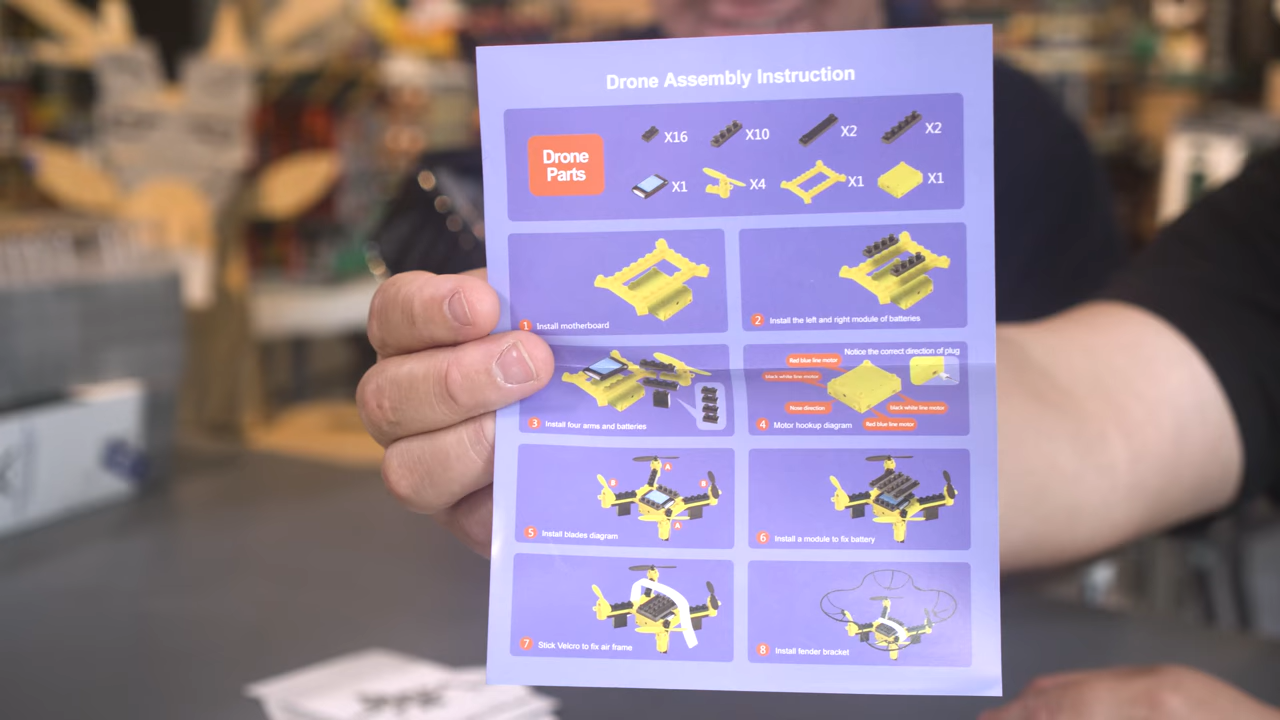 Drone Assembly Instruction
Drone
Parts
X16
X10
X2
X2
X1
X4
X1
X1
1 Install motherboard
2 Install the left and right module of batteries
3 Install four arms and batteries
Notice the correct direction of plug
Red blue line motor
black white line motor
Nose direction
black white line motor
Red blue line motor
4 Motor hookup diagram
A
B
B
A
5 Install blades diagram
6 Install a module to fix battery
7 Stick Velcro to fix air frame
8 Install fender bracket